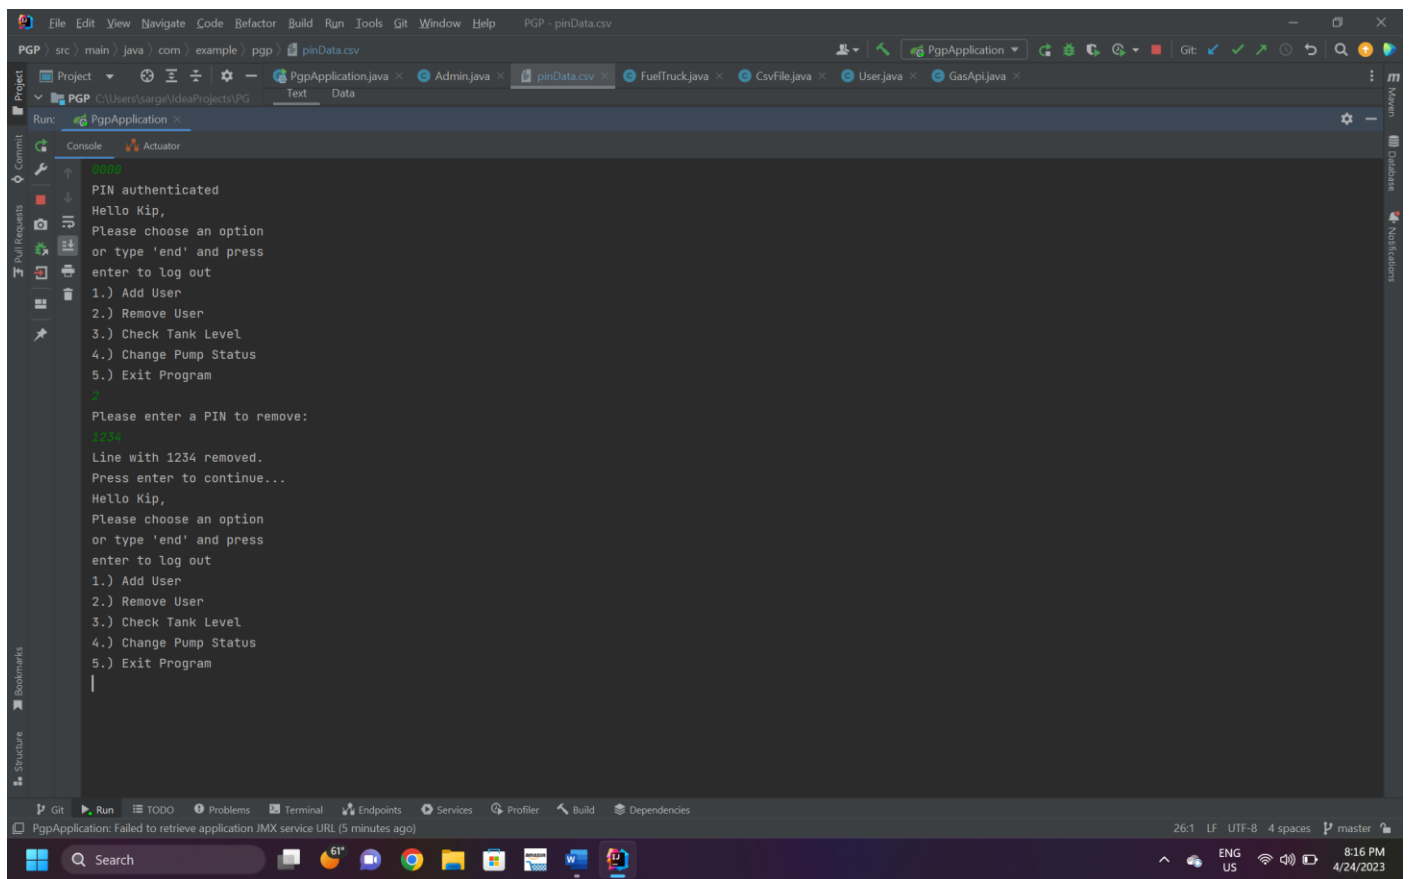 File Edit View Navigate Code Refactor Build Run Tools Git Window Help PGP - pinData.csv
PGP src main java com example pgp pinData.csv PgpApplication Git:
Project PgpApplication.java Admin.java pinData.csv FuelTruck.java CsvFile.java User.java GasApi.java
PGP C:\Users\sarge\IdeaProjects\PG Text Data
Run: PgpApplication
Console Actuator
PIN authenticated
Hello Kip,
Please choose an option
or type 'end' and press
enter to log out
1.) Add User
2.) Remove User
3.) Check Tank Level
4.) Change Pump Status
5.) Exit Program
2
Please enter a PIN to remove:
1234
Line with 1234 removed.
Press enter to continue...
Hello Kip,
Please choose an option
or type 'end' and press
enter to log out
1.) Add User
2.) Remove User
3.) Check Tank Level
4.) Change Pump Status
5.) Exit Program
Project
Commit
Pull Requests
Bookmarks
Structure
Maven
Database
Notifications
Git Run TODO Problems Terminal Endpoints Services Profiler Build Dependencies
PgpApplication: Failed to retrieve application JMX service URL (5 minutes ago) 26:1 LF UTF-8 4 spaces master
Search 61° ENG US 8:16 PM
4/24/2023